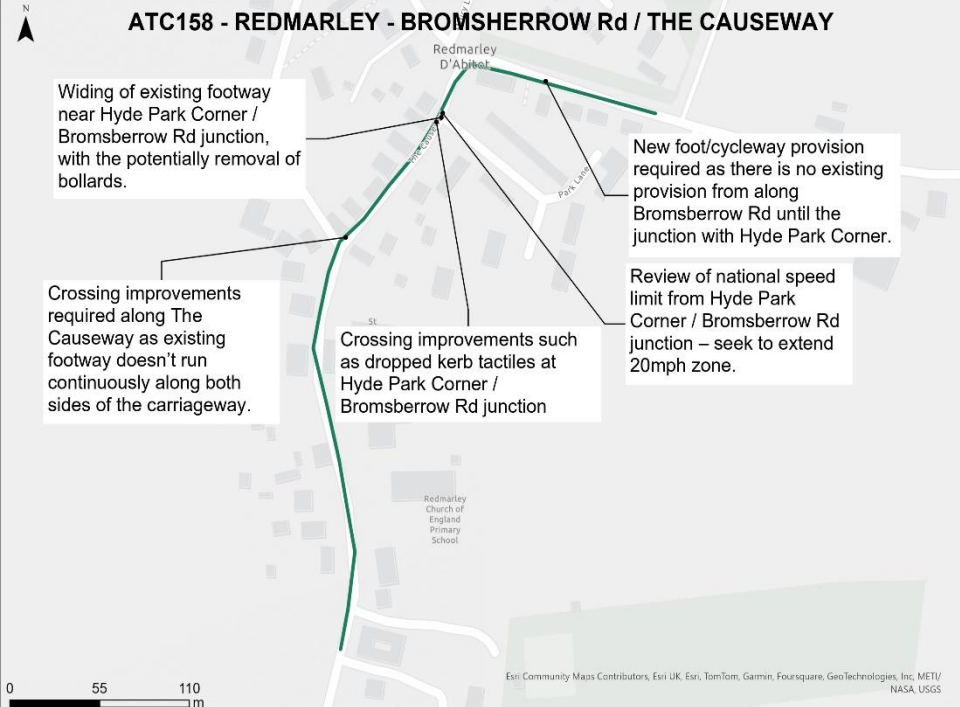 N
ATC158 - REDMARLEY - BROMSHERROW Rd / THE CAUSEWAY
Redmarley
D'Abitot
Widing of existing footway
near Hyde Park Corner /
Bromsberrow Rd junction,
with the potentially removal of
bollards.
The Cause
Park Lane
New foot/cycleway provision
required as there is no existing
provision from along
Bromsberrow Rd until the
junction with Hyde Park Corner.
Review of national speed
limit from Hyde Park
Corner / Bromsberrow Rd
junction – seek to extend
20mph zone.
Crossing improvements
required along The
Causeway as existing
footway doesn't run
continuously along both
sides of the carriageway.
St
Crossing improvements such
as dropped kerb tactiles at
Hyde Park Corner /
Bromsberrow Rd junction
Redmarley
Church of
England
Primary
School
0 55 110
m
Esri Community Maps Contributors, Esri UK, Esri, TomTom, Garmin, Foursquare, GeoTechnologies, Inc, METI/
NASA, USGS